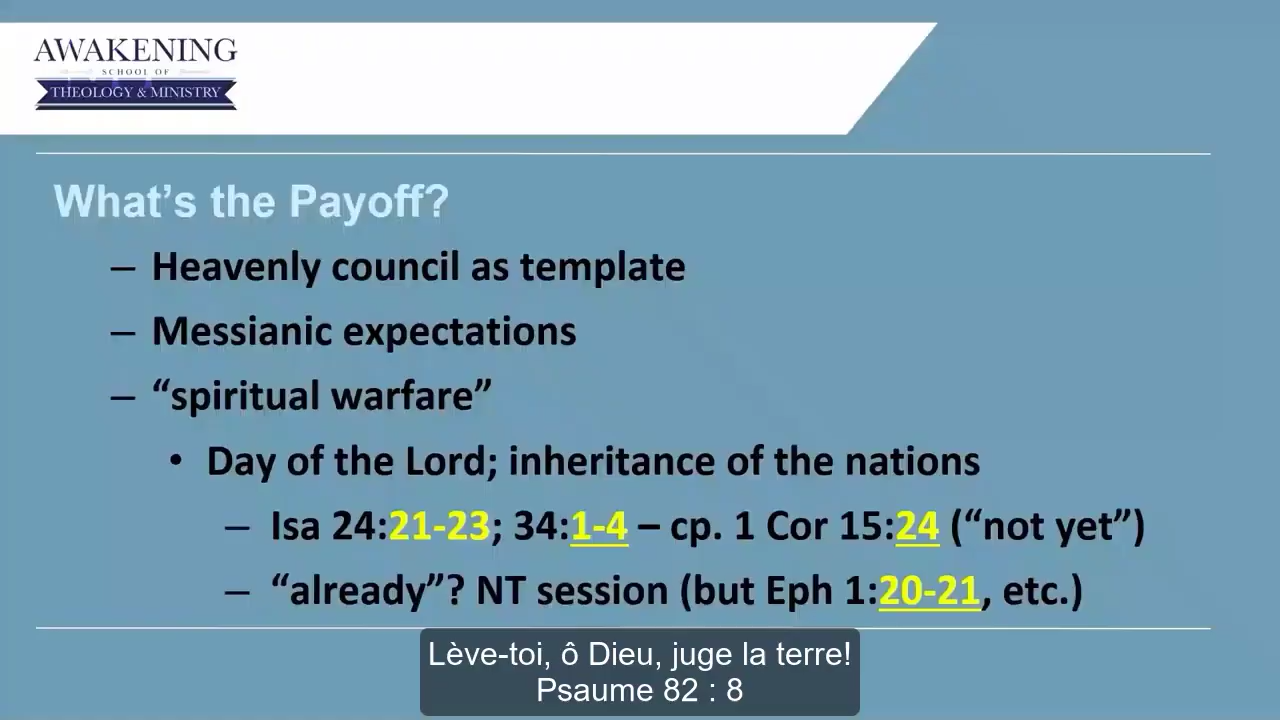 AWAKENING
SCHOOL OF
THEOLOGY & MINISTRY
What's the Payoff?
– Heavenly council as template
– Messianic expectations
– “spiritual warfare”
• Day of the Lord; inheritance of the nations
– Isa 24:21-23; 34:1-4 – cp. 1 Cor 15:24 (“not yet”)
– “already”? NT session (but Eph 1:20-21, etc.)
Lève-toi, ô Dieu, juge la terre!
Psaume 82 : 8